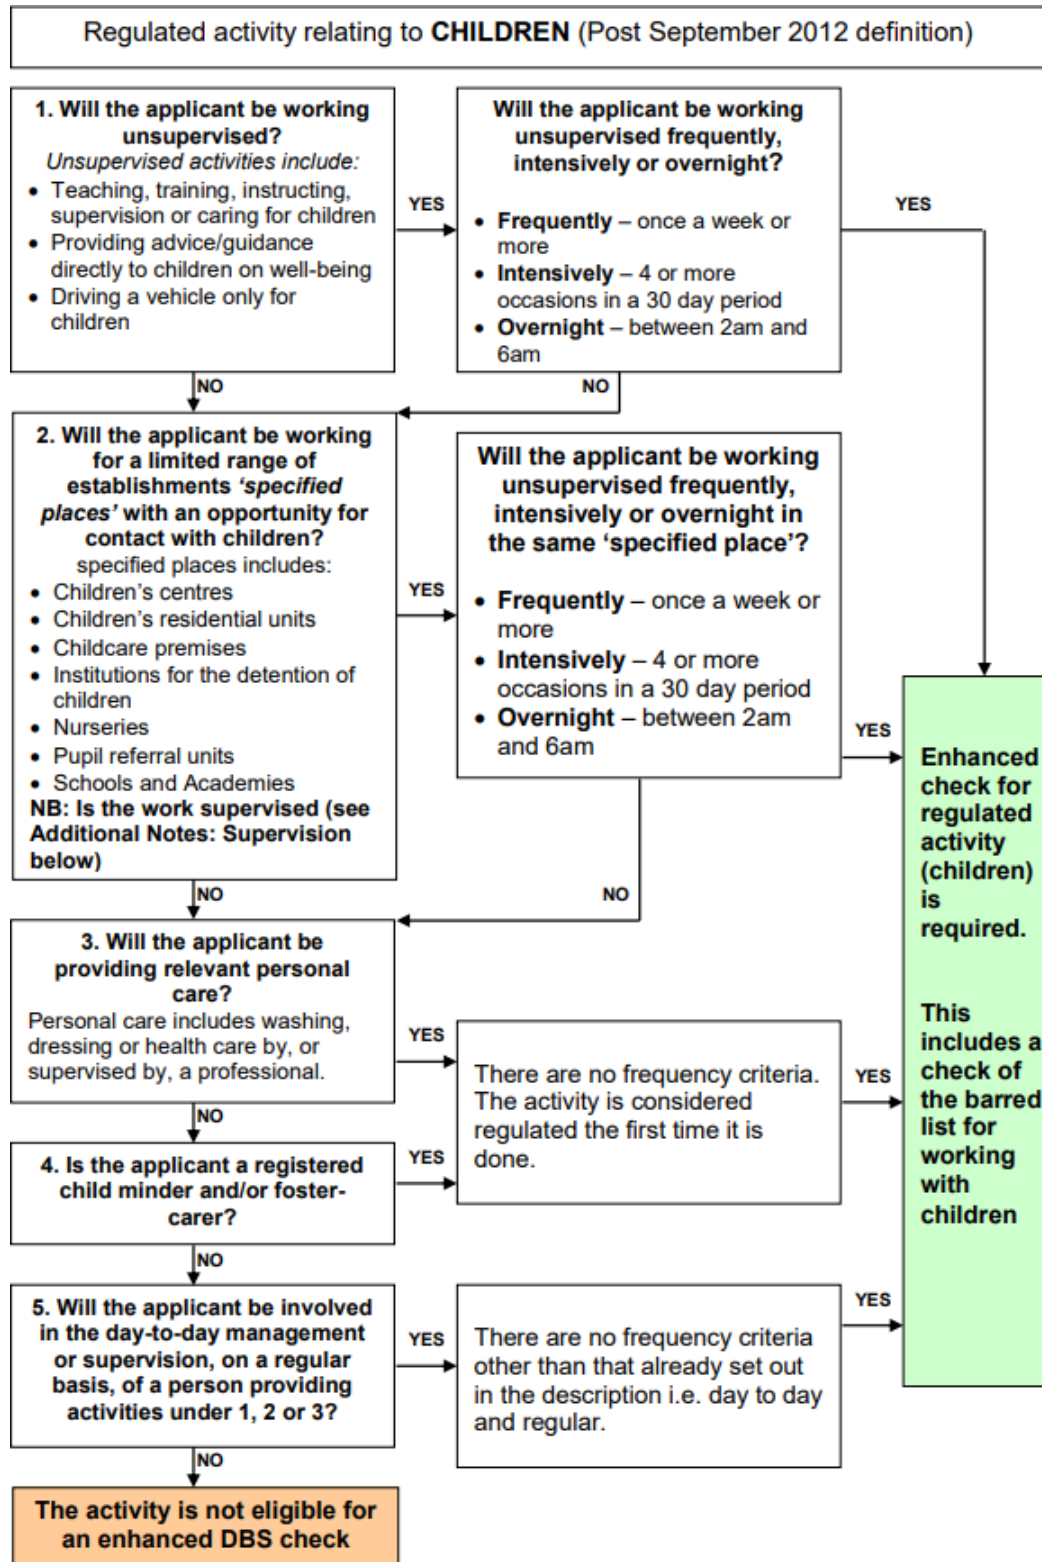 Regulated activity relating to CHILDREN (Post September 2012 definition)
1. Will the applicant be working
unsupervised?
Unsupervised activities include:
• Teaching, training, instructing,
supervision or caring for children
• Providing advice/guidance
directly to children on well-being
• Driving a vehicle only for
children
YES
Will the applicant be working
unsupervised frequently,
intensively or overnight?
• Frequently – once a week or
more
• Intensively – 4 or more
occasions in a 30 day period
• Overnight – between 2am and
6am
YES
NO
NO
2. Will the applicant be working
for a limited range of
establishments ‘specified
places’ with an opportunity for
contact with children?
specified places includes:
• Children’s centres
• Children’s residential units
• Childcare premises
• Institutions for the detention of
children
• Nurseries
• Pupil referral units
• Schools and Academies
NB: Is the work supervised (see
Additional Notes: Supervision
below)
YES
Will the applicant be working
unsupervised frequently,
intensively or overnight in
the same ‘specified place’?
• Frequently – once a week or
more
• Intensively – 4 or more
occasions in a 30 day period
• Overnight – between 2am
and 6am
YES
NO
NO
3. Will the applicant be
providing relevant personal
care?
Personal care includes washing,
dressing or health care by, or
supervised by, a professional.
YES
NO
4. Is the applicant a registered
child minder and/or foster-
carer?
YES
There are no frequency criteria.
The activity is considered
regulated the first time it is
done.
YES
NO
5. Will the applicant be involved
in the day-to-day management
or supervision, on a regular
basis, of a person providing
activities under 1, 2 or 3?
YES
There are no frequency criteria
other than that already set out
in the description i.e. day to day
and regular.
YES
NO
The activity is not eligible for
an enhanced DBS check
Enhanced
check for
regulated
activity
(children)
is
required.
This
includes a
check of
the barred
list for
working
with
children